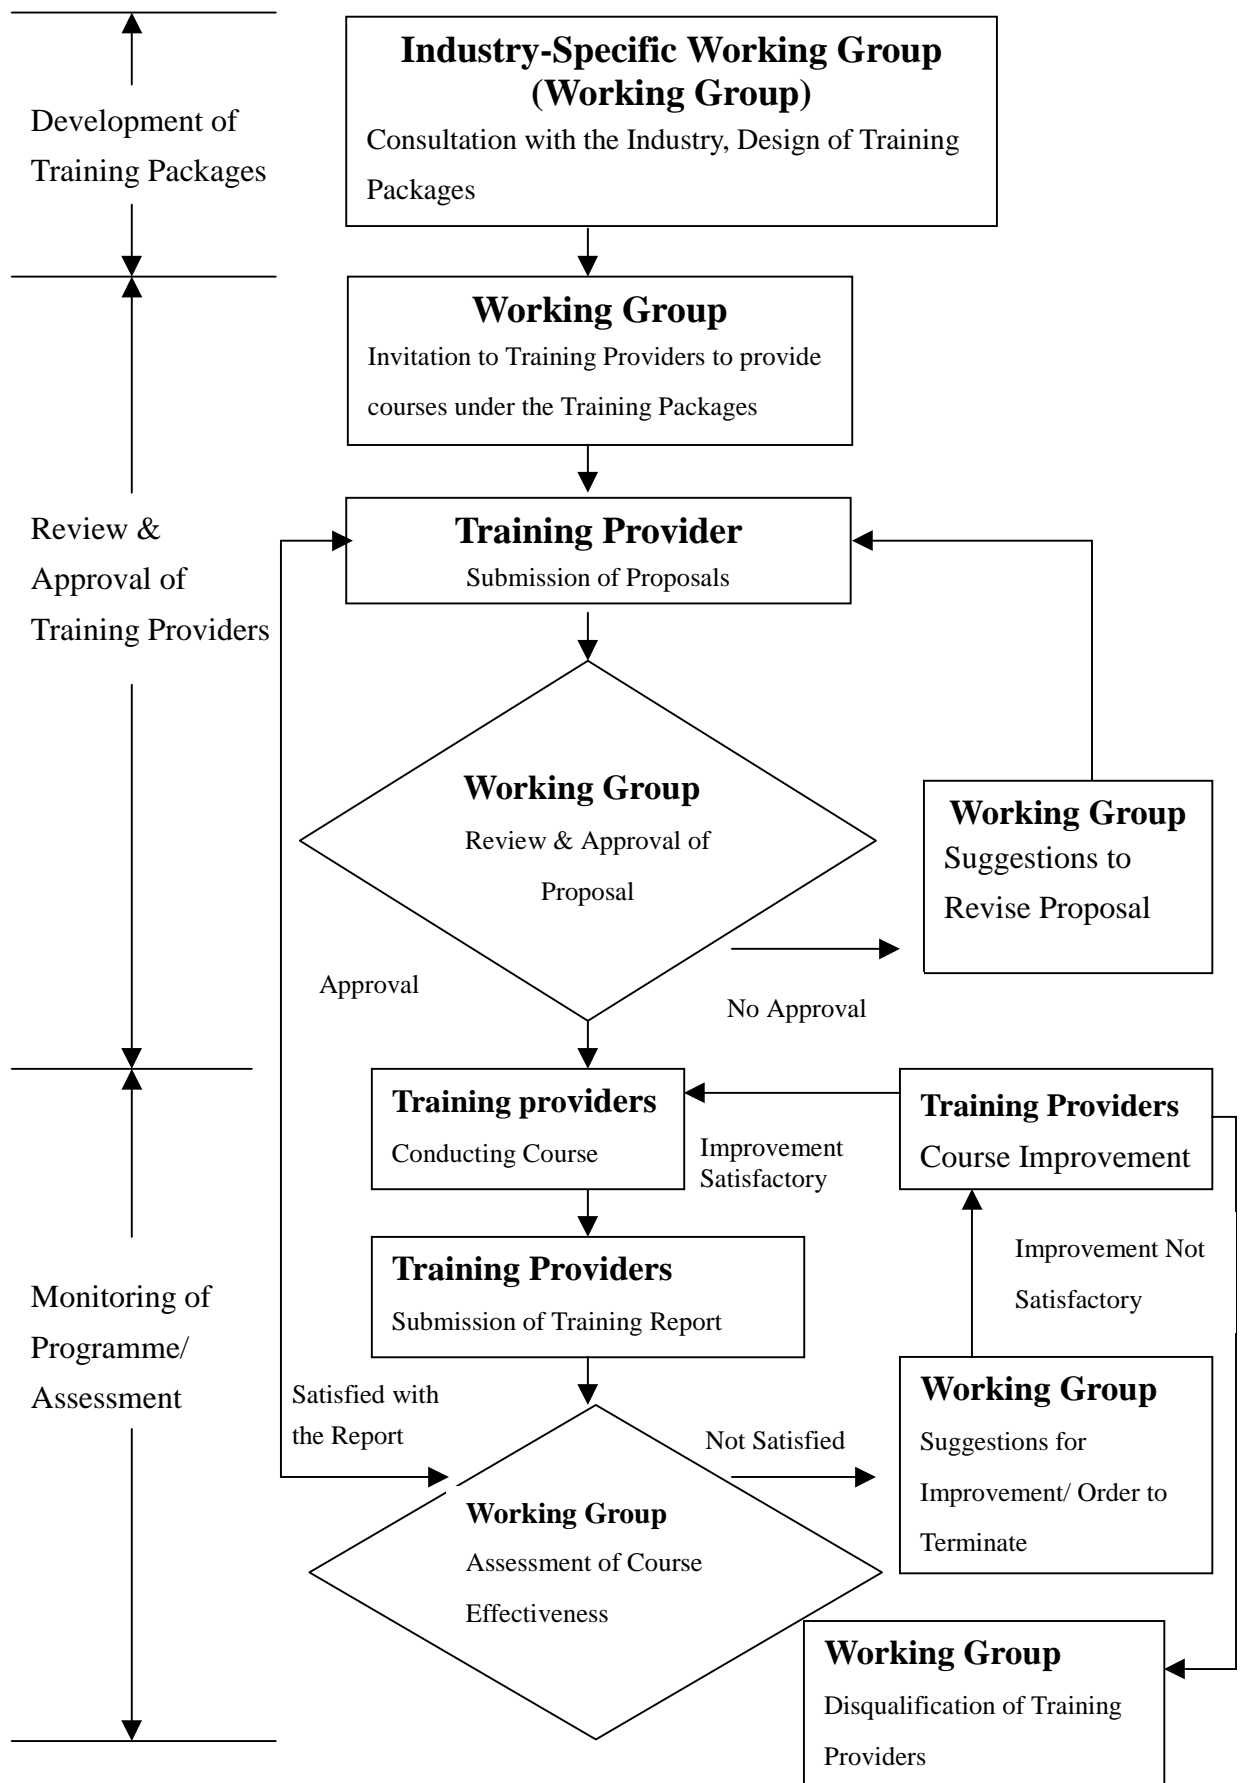 Industry-Specific Working Group
(Working Group)
Consultation with the Industry, Design of Training
Packages
Development of
Training Packages
Working Group
Invitation to Training Providers to provide
courses under the Training Packages
Training Provider
Submission of Proposals
Review &
Approval of
Training Providers
Working Group
Review & Approval of
Proposal
Working Group
Suggestions to
Revise Proposal
Approval
No Approval
Training providers
Conducting Course
Improvement
Satisfactory
Training Providers
Course Improvement
Training Providers
Submission of Training Report
Improvement Not
Satisfactory
Monitoring of
Programme/
Assessment
Satisfied with
the Report
Not Satisfied
Working Group
Suggestions for
Improvement/ Order to
Terminate
Working Group
Assessment of Course
Effectiveness
Working Group
Disqualification of Training
Providers